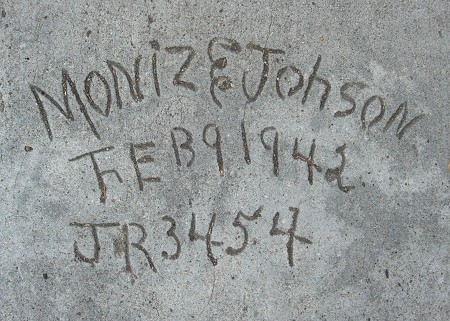 MONIZ & JOhSON
FEB 9 1942
JR 3454